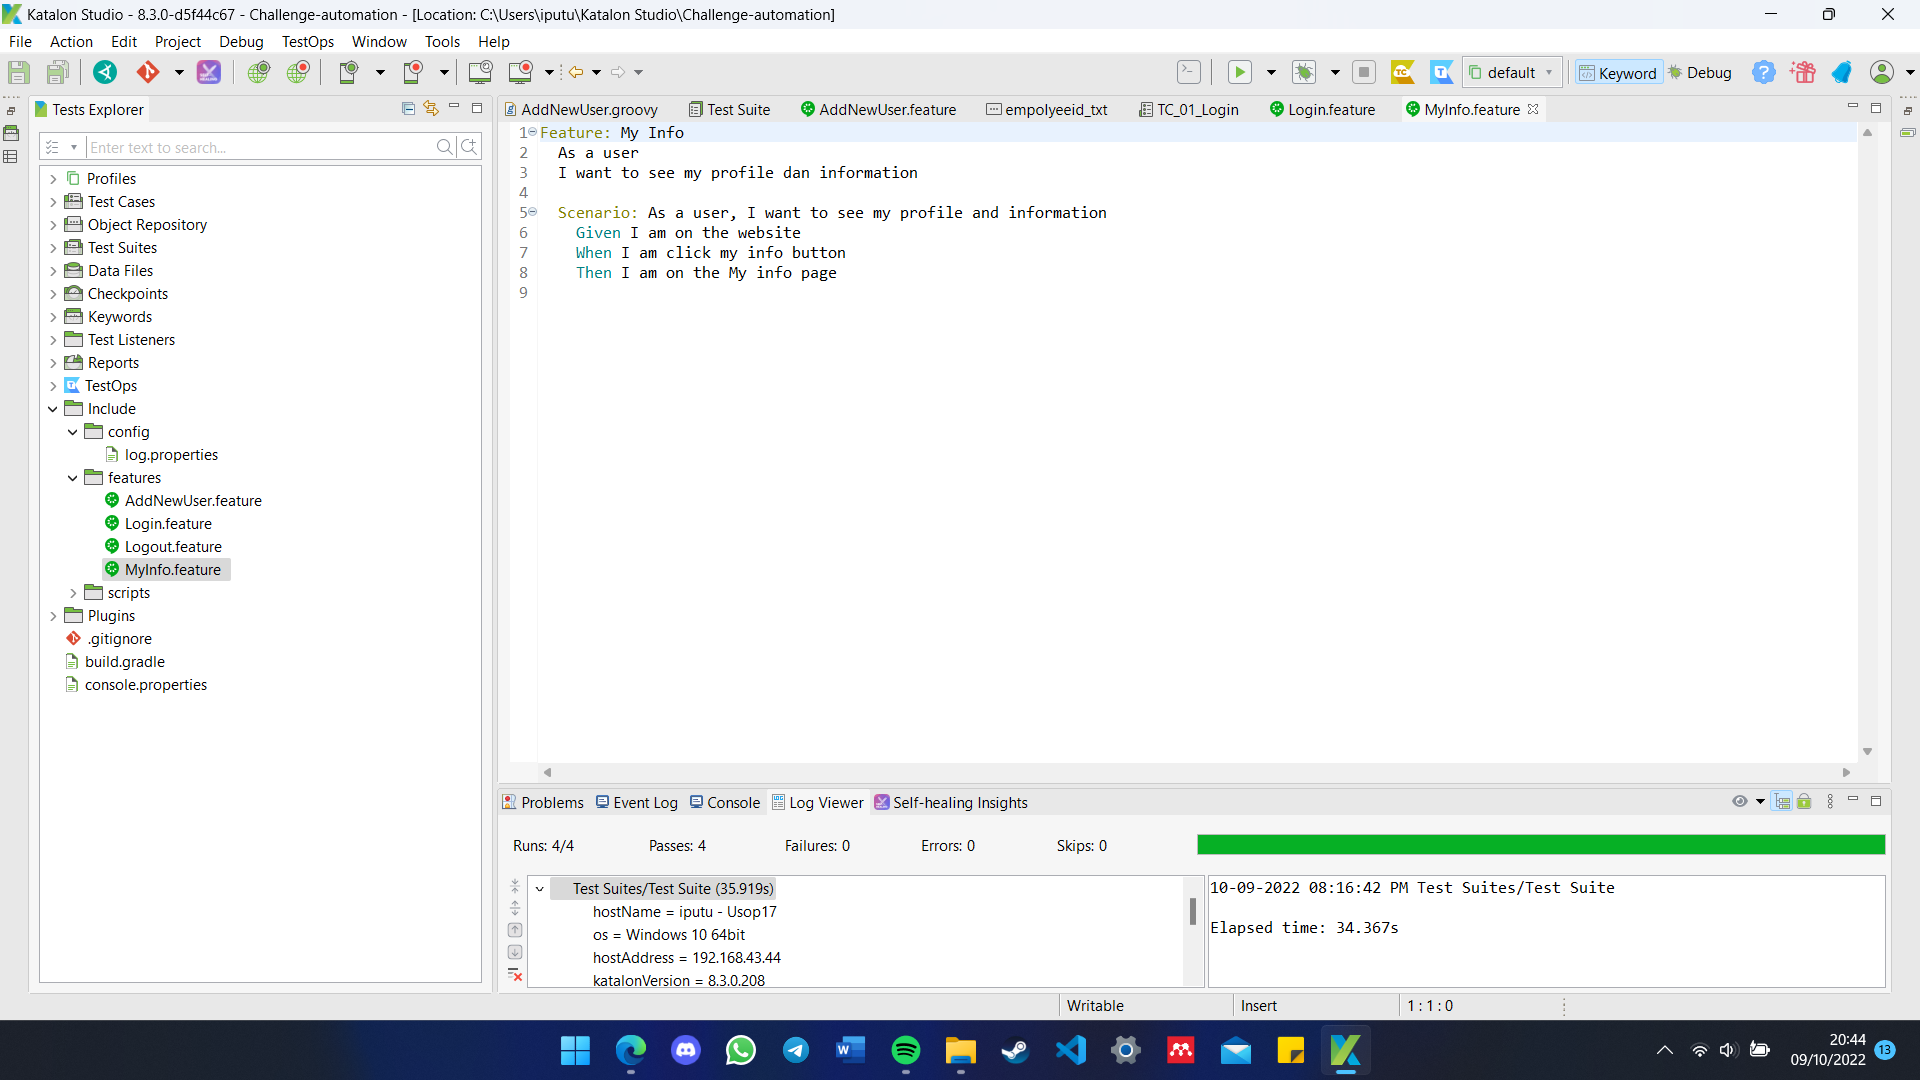 Katalon Studio - 8.3.0-d5f44c67 - Challenge-automation - [Location: C:\Users\iputu\Katalon Studio\Challenge-automation]
File Action Edit Project Debug TestOps Window Tools Help
default Keyword Debug
Tests Explorer
AddNewUser.groovy Test Suite AddNewUser.feature empolyeeid_txt TC_01_Login Login.feature MyInfo.feature
Enter text to search...
Profiles
Test Cases
Object Repository
Test Suites
Data Files
Checkpoints
Keywords
Test Listeners
Reports
TestOps
Include
config
log.properties
features
AddNewUser.feature
Login.feature
Logout.feature
MyInfo.feature
scripts
Plugins
.gitignore
build.gradle
console.properties
1 Feature: My Info
2 As a user
3 I want to see my profile dan information
4
5 Scenario: As a user, I want to see my profile and information
6 Given I am on the website
7 When I am click my info button
8 Then I am on the My info page
9
Problems Event Log Console Log Viewer Self-healing Insights
Runs: 4/4 Passes: 4 Failures: 0 Errors: 0 Skips: 0
Test Suites/Test Suite (35.919s)
hostName = iputu - Usop17
os = Windows 10 64bit
hostAddress = 192.168.43.44
katalonVersion = 8.3.0.208
10-09-2022 08:16:42 PM Test Suites/Test Suite
Elapsed time: 34.367s
Writable Insert 1 : 1 : 0
20:44
09/10/2022
13